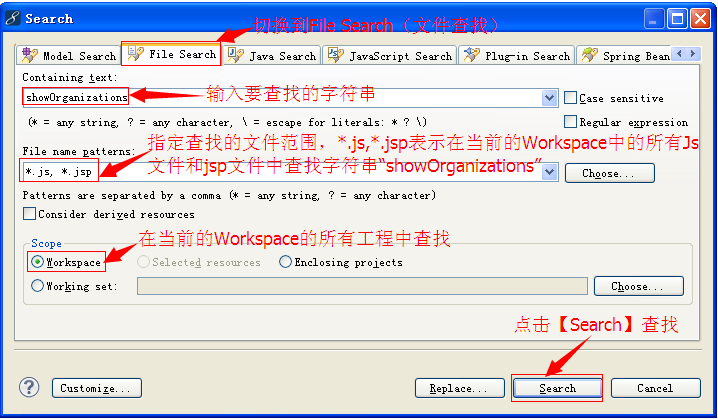 Search
切换到File Search（文件查找）
Model Search
File Search
Java Search
JavaScript Search
Plug-in Search
Spring Bean
Containing text:
showOrganizations
输入要查找的字符串
Case sensitive
(* = any string, ? = any character, \ = escape for literals: * ? \)
Regular expression
指定查找的文件范围，*.js,*.jsp表示在当前的Workspace中的所有Js
File name patterns:
文件和jsp文件中查找字符串“showOrganizations”
*.js, *.jsp
Choose...
Patterns are separated by a comma (* = any string, ? = any character)
Consider derived resources
Scope
在当前的Workspace的所有工程中查找
Workspace
Selected resources
Enclosing projects
Working set:
Choose...
点击【Search】查找
?
Customize...
Replace...
Search
Cancel